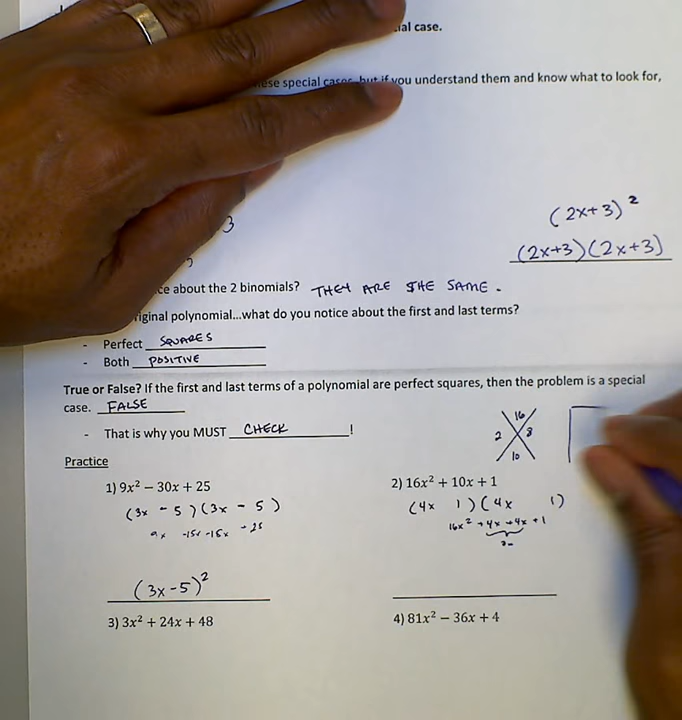 ial case.
ese special cases, but if you understand them and know what to look for,
3
(2x+3)²
(2x+3)(2x+3)
ce about the 2 binomials? THEY ARE THE SAME.
iginal polynomial...what do you notice about the first and last terms?
- Perfect SQUARES
- Both POSITIVE
True or False? If the first and last terms of a polynomial are perfect squares, then the problem is a special
case. FALSE
- That is why you MUST CHECK !
16
2 8
10
Practice
1) 9x² − 30x + 25
(3x - 5)(3x - 5)
9x -15x -15x + 25
(3x-5)²
2) 16x² + 10x + 1
(4x 1)(4x 1)
16x² + 4x + 4x + 1
3) 3x² + 24x + 48
4) 81x² − 36x + 4